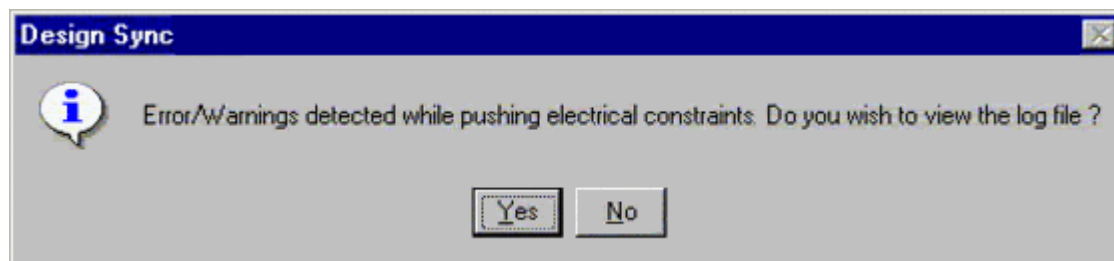 Design Sync
Error/Warnings detected while pushing electrical constraints. Do you wish to view the log file ?
Yes No